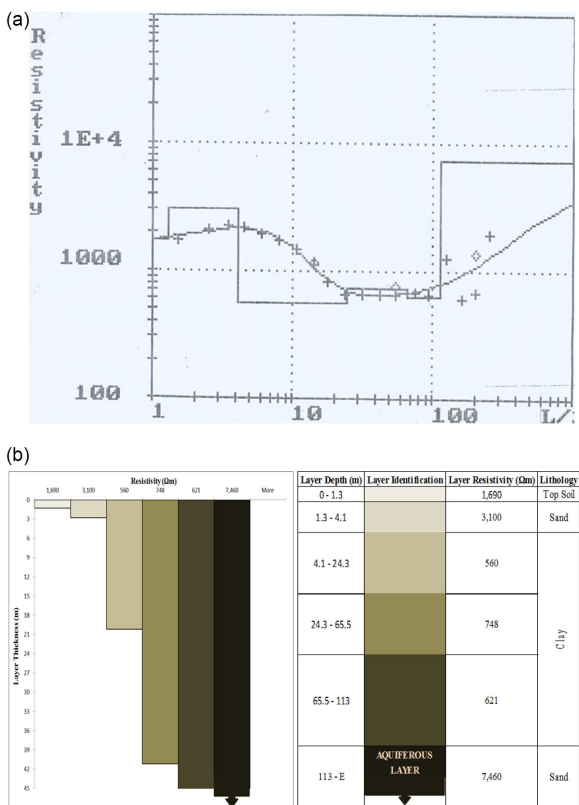 (a)
Resistivity
1E+4
1000
100
1 10 100 L/
(b)
Resistivity (Ωm)
1,690 3,100 560 748 621 7,460 More
Layer Thickness (m)
0
3
6
9
12
15
18
21
24
27
30
33
36
39
42
45
Layer Depth (m) Layer Identification Layer Resistivity (Ωm) Lithology
0 - 1.3 1,690 Top Soil
1.3 - 4.1 3,100 Sand
4.1 - 24.3 560
24.3 - 65.5 748
Clay
65.5 - 113 621
113 - E AQUIFEROUS LAYER 7,460 Sand